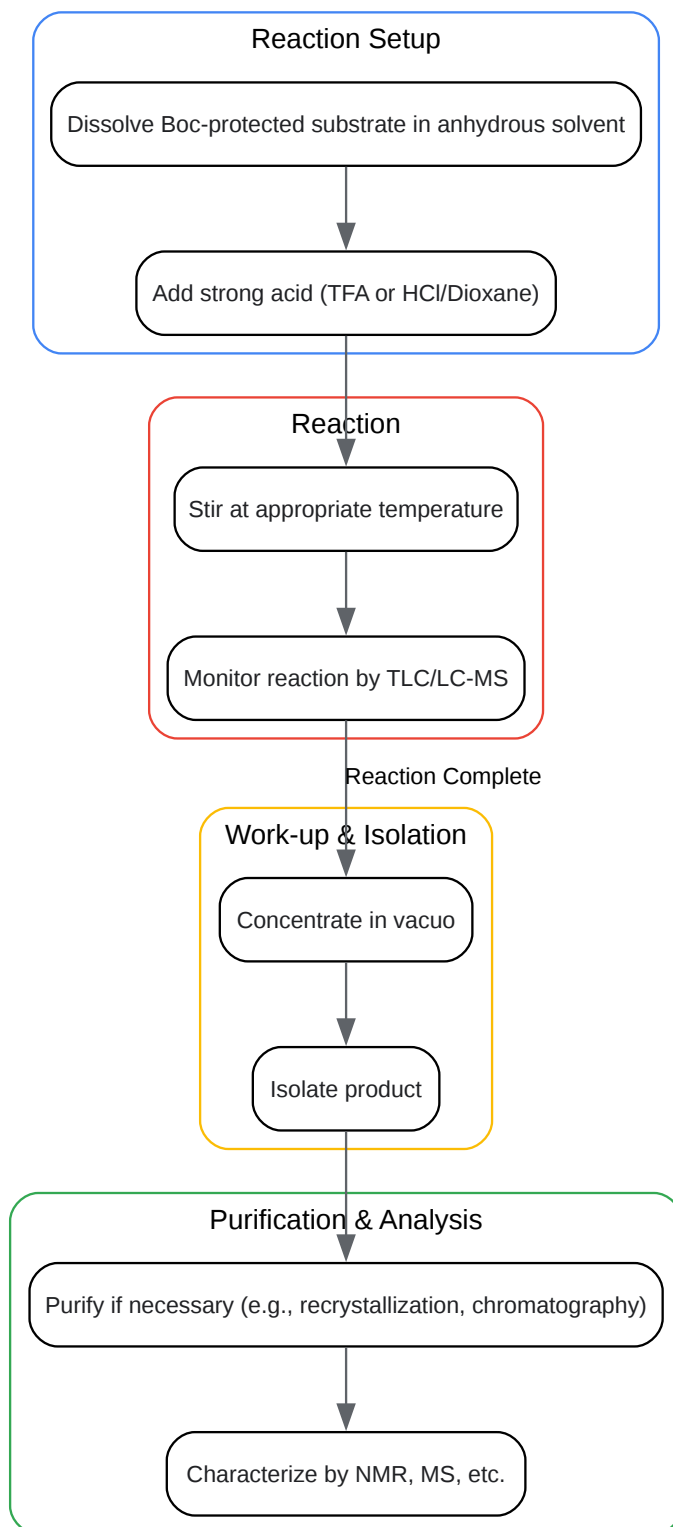 Reaction Setup
Dissolve Boc-protected substrate in anhydrous solvent
Add strong acid (TFA or HCl/Dioxane)
Reaction
Stir at appropriate temperature
Monitor reaction by TLC/LC-MS
Reaction Complete
Work-up & Isolation
Concentrate in vacuo
Isolate product
Purification & Analysis
Purify if necessary (e.g., recrystallization, chromatography)
Characterize by NMR, MS, etc.